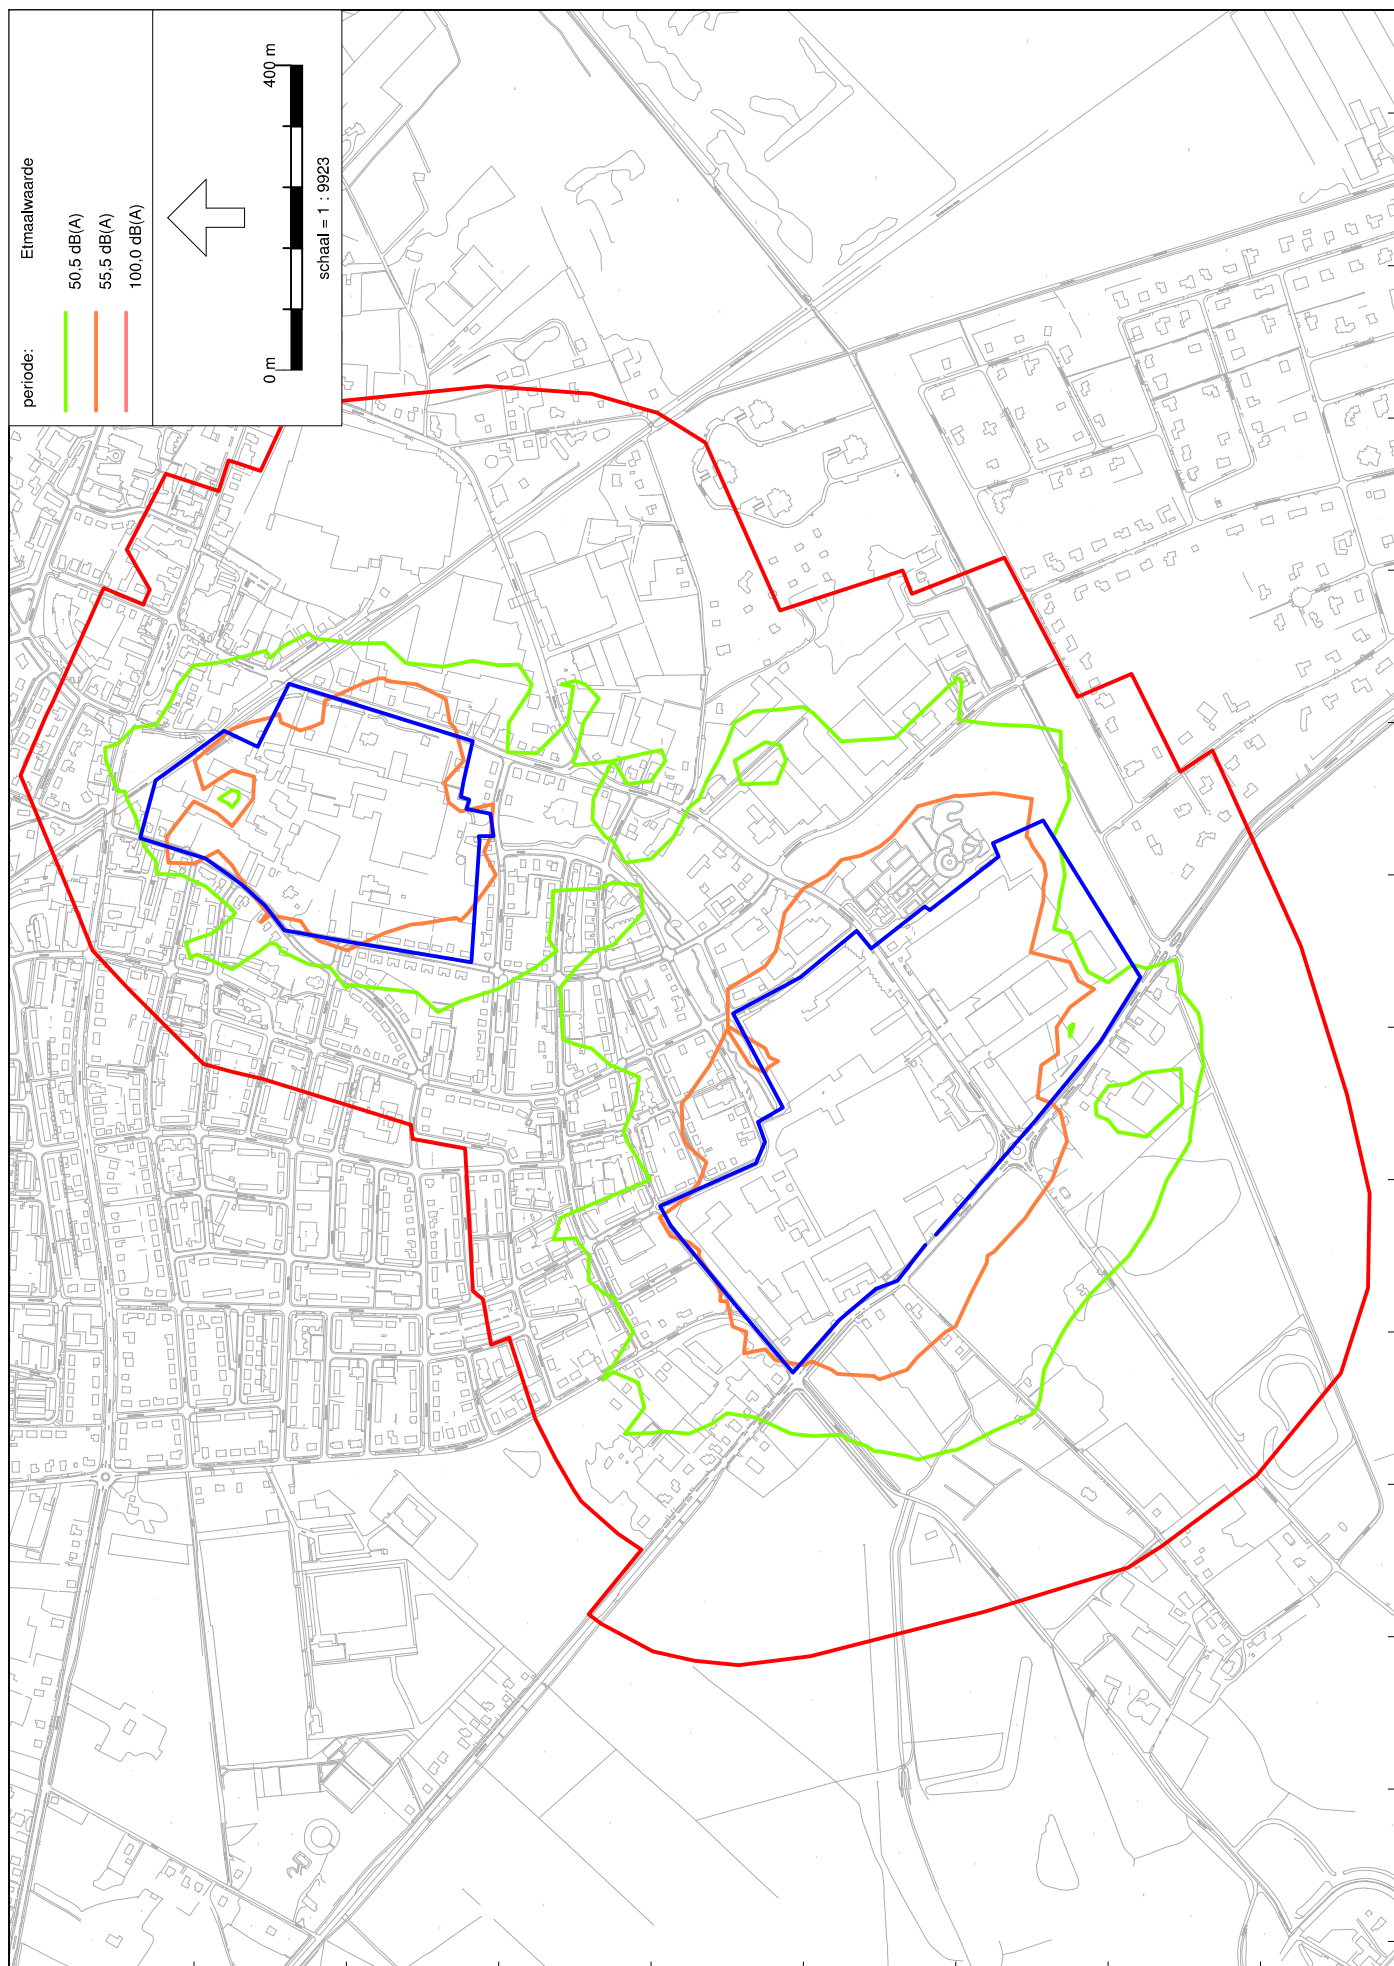 periode: Etmaalwaarde
50,5 dB(A)
55,5 dB(A)
100,0 dB(A)
0 m 400 m
schaal = 1 : 9923